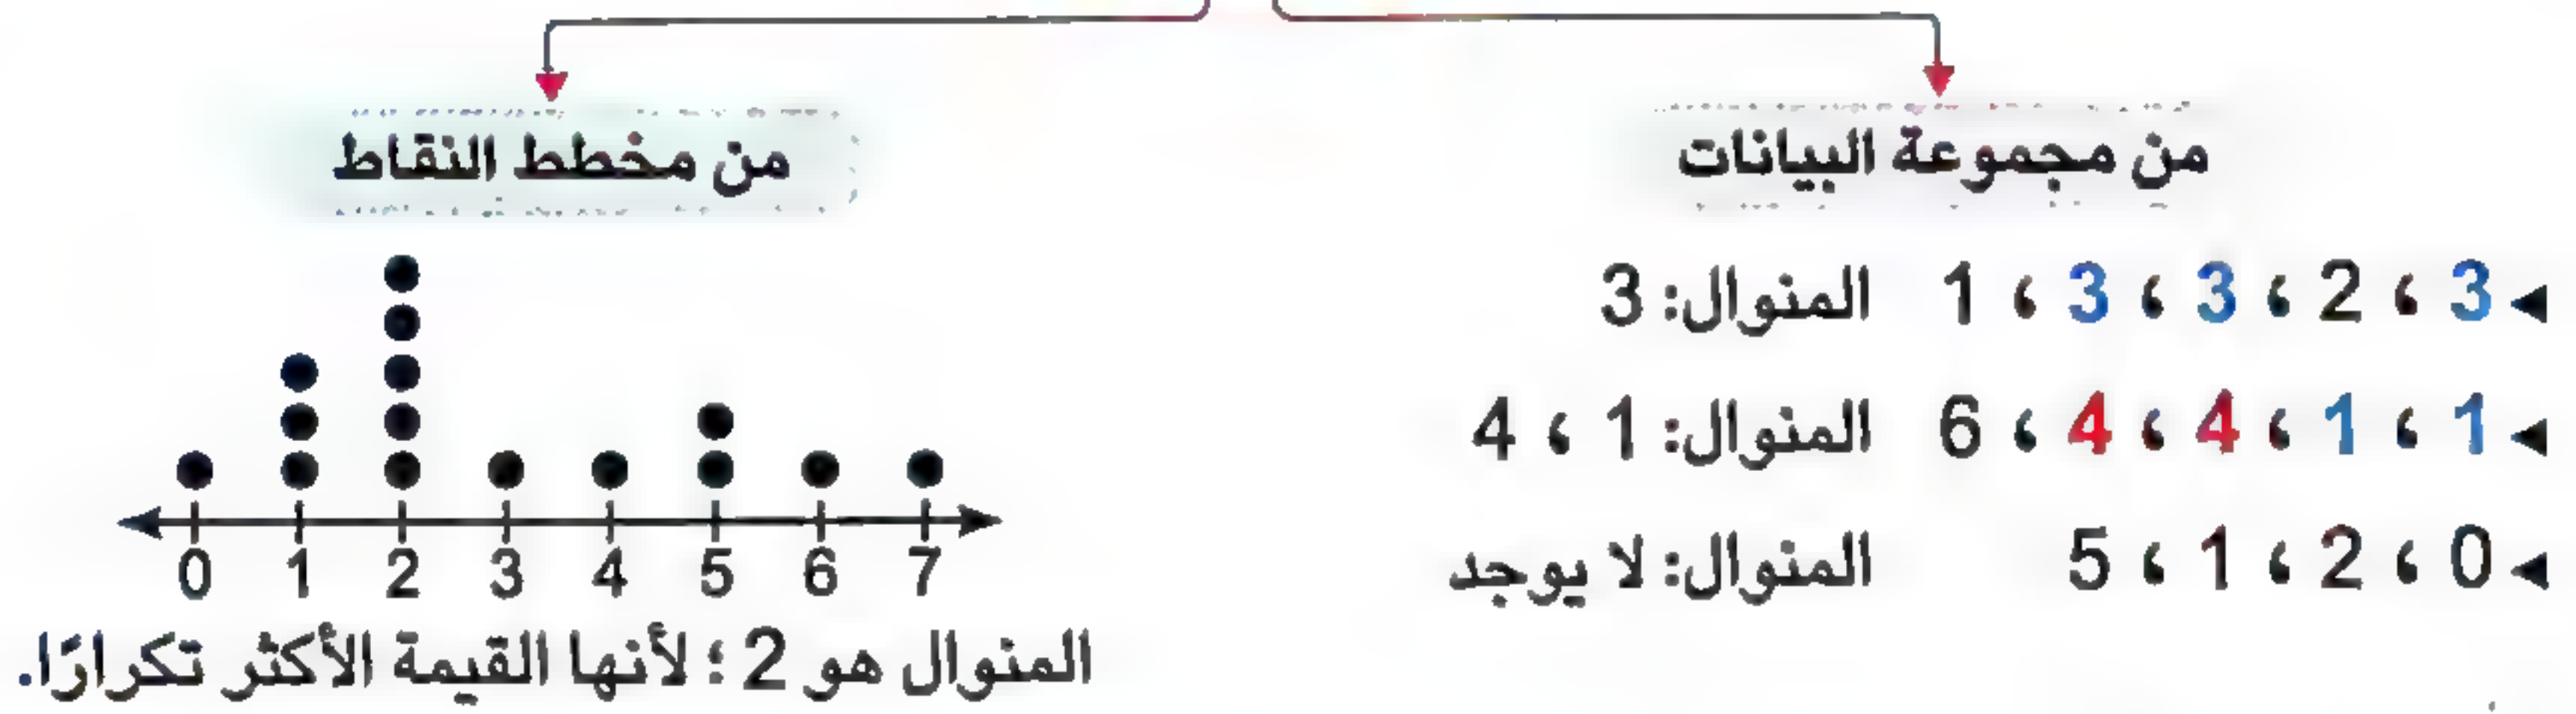 من مجموعة البيانات
3 ، 2 ، 3 ، 3 ، 1 المنوال: 3
1 ، 1 ، 4 ، 4 ، 6 المنوال: 1 ، 4
0 ، 2 ، 1 ، 5 المنوال: لا يوجد
من مخطط النقاط
0 1 2 3 4 5 6 7
المنوال هو 2 ؛ لأنها القيمة الأكثر تكرارًا.